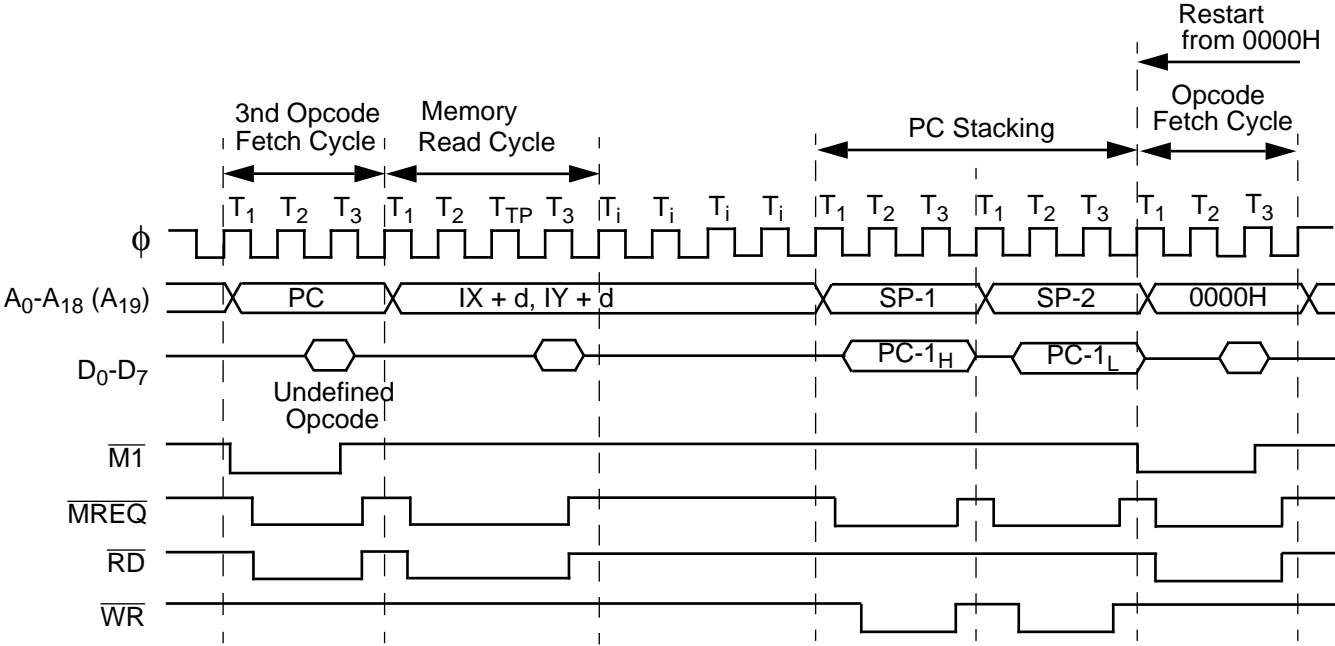 Restart
from 0000H
3nd Opcode
Fetch Cycle
Memory
Read Cycle
PC Stacking
Opcode
Fetch Cycle
T1 T2 T3 T1 T2 TTP T3 Ti Ti Ti Ti T1 T2 T3 T1 T2 T3 T1 T2 T3
ϕ
A0-A18 (A19) PC IX + d, IY + d SP-1 SP-2 0000H
D0-D7 PC-1H PC-1L
Undefined
Opcode
M1
MREQ
RD
WR